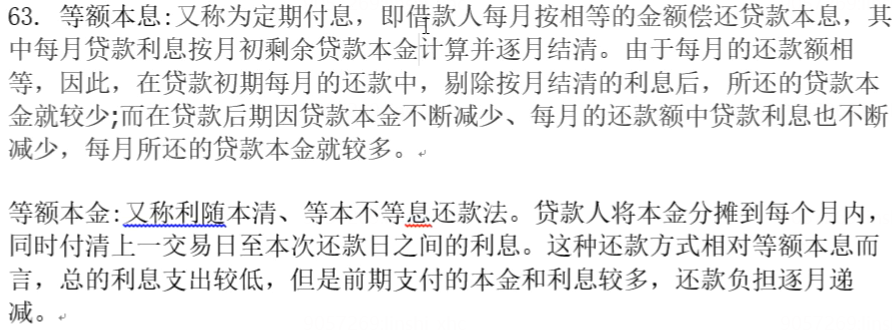 63. 等额本息:又称为定期付息，即借款人每月按相等的金额偿还贷款本息，其
中每月贷款利息按月初剩余贷款本金计算并逐月结清。由于每月的还款额相
等，因此，在贷款初期每月的还款中，剔除按月结清的利息后，所还的贷款本
金就较少;而在贷款后期因贷款本金不断减少、每月的还款额中贷款利息也不断
减少，每月所还的贷款本金就较多。
等额本金:又称利随本清、等本不等息还款法。贷款人将本金分摊到每个月内，
同时付清上一交易日至本次还款日之间的利息。这种还款方式相对等额本息而
言，总的利息支出较低，但是前期支付的本金和利息较多，还款负担逐月递
减。